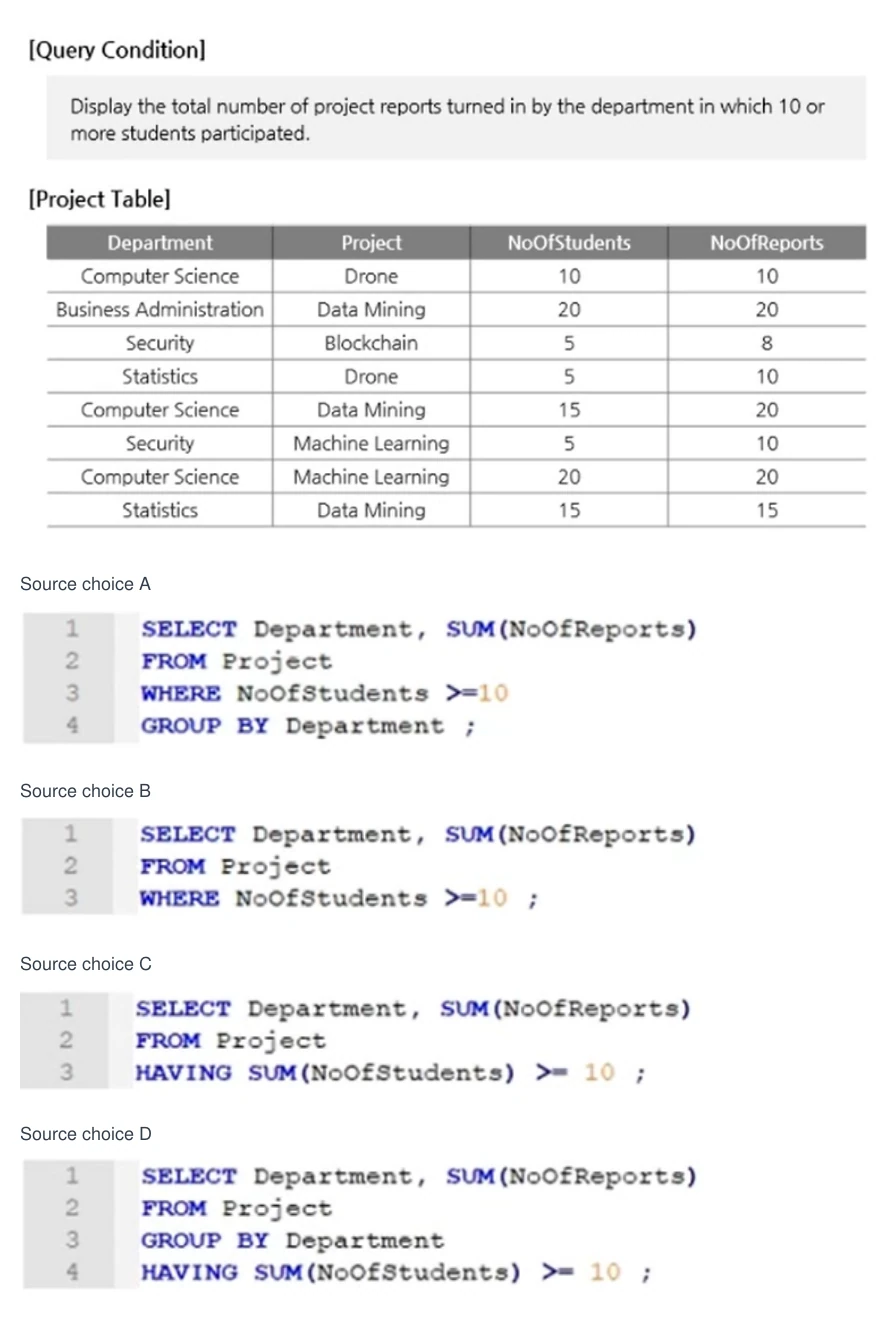 [Query Condition]
Display the total number of project reports turned in by the department in which 10 or
more students participated.
[Project Table]
Department Project NoOfStudents NoOfReports
Computer Science Drone 10 10
Business Administration Data Mining 20 20
Security Blockchain 5 8
Statistics Drone 5 10
Computer Science Data Mining 15 20
Security Machine Learning 5 10
Computer Science Machine Learning 20 20
Statistics Data Mining 15 15
Source choice A
1 SELECT Department, SUM(NoOfReports)
2 FROM Project
3 WHERE NoOfStudents >=10
4 GROUP BY Department ;
Source choice B
1 SELECT Department, SUM(NoOfReports)
2 FROM Project
3 WHERE NoOfStudents >=10 ;
Source choice C
1 SELECT Department, SUM(NoOfReports)
2 FROM Project
3 HAVING SUM(NoOfStudents) >= 10 ;
Source choice D
1 SELECT Department, SUM(NoOfReports)
2 FROM Project
3 GROUP BY Department
4 HAVING SUM(NoOfStudents) >= 10 ;